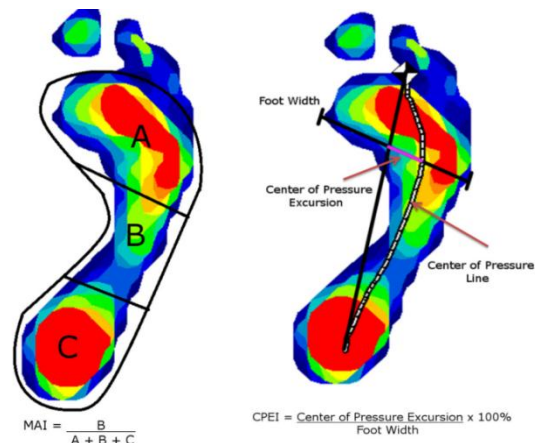 A
B
C
MAI = B
A + B + C
Foot Width
Center of Pressure
Excursion
Center of Pressure
Line
CPEI = Center of Pressure Excursion x 100%
Foot Width